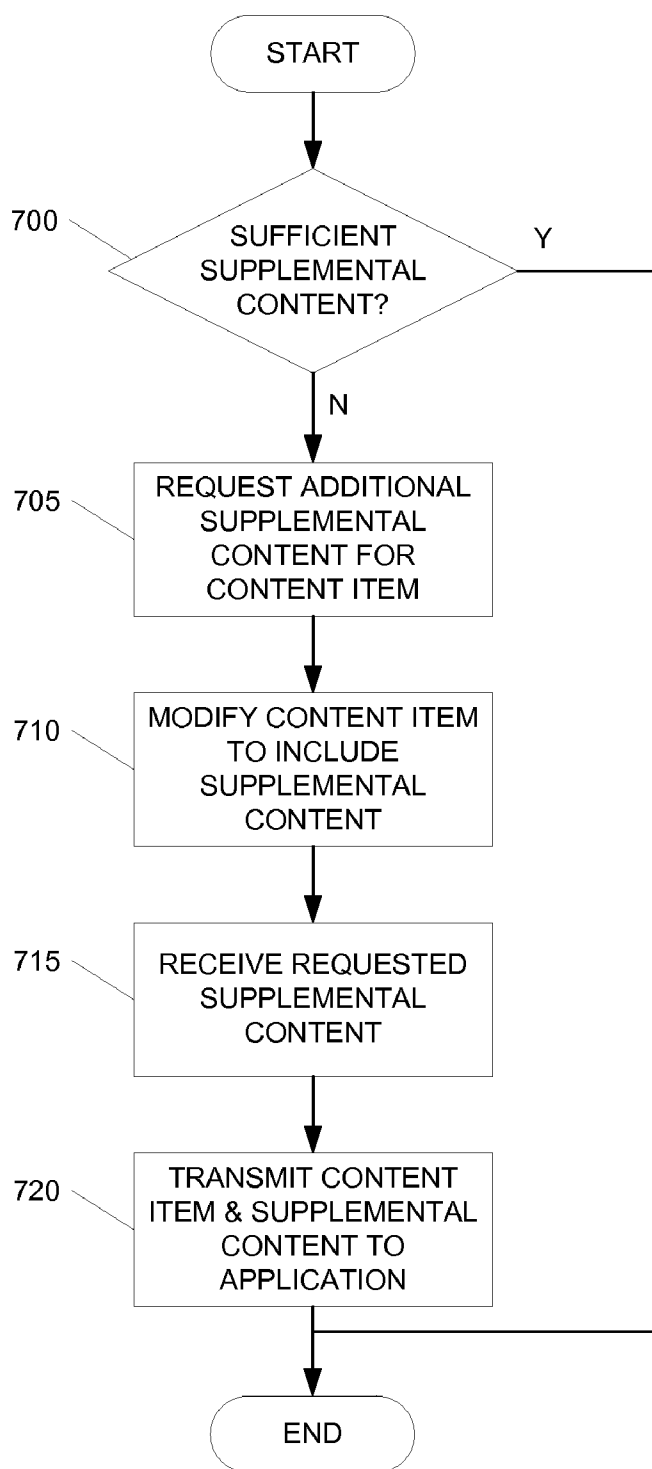 START
700
SUFFICIENT
SUPPLEMENTAL
CONTENT?
Y
N
705
REQUEST ADDITIONAL
SUPPLEMENTAL
CONTENT FOR
CONTENT ITEM
710
MODIFY CONTENT ITEM
TO INCLUDE
SUPPLEMENTAL
CONTENT
715
RECEIVE REQUESTED
SUPPLEMENTAL
CONTENT
720
TRANSMIT CONTENT
ITEM & SUPPLEMENTAL
CONTENT TO
APPLICATION
END